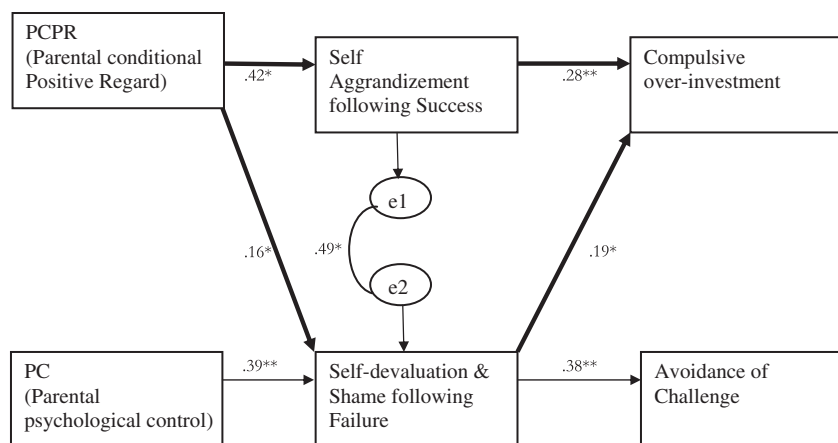 PCPR
(Parental conditional
Positive Regard)
.42*
Self
Aggrandizement
following Success
.28**
Compulsive
over-investment
e1
.16*
.49*
.19*
e2
PC
(Parental
psychological control)
.39**
Self-devaluation &
Shame following
Failure
.38**
Avoidance of
Challenge